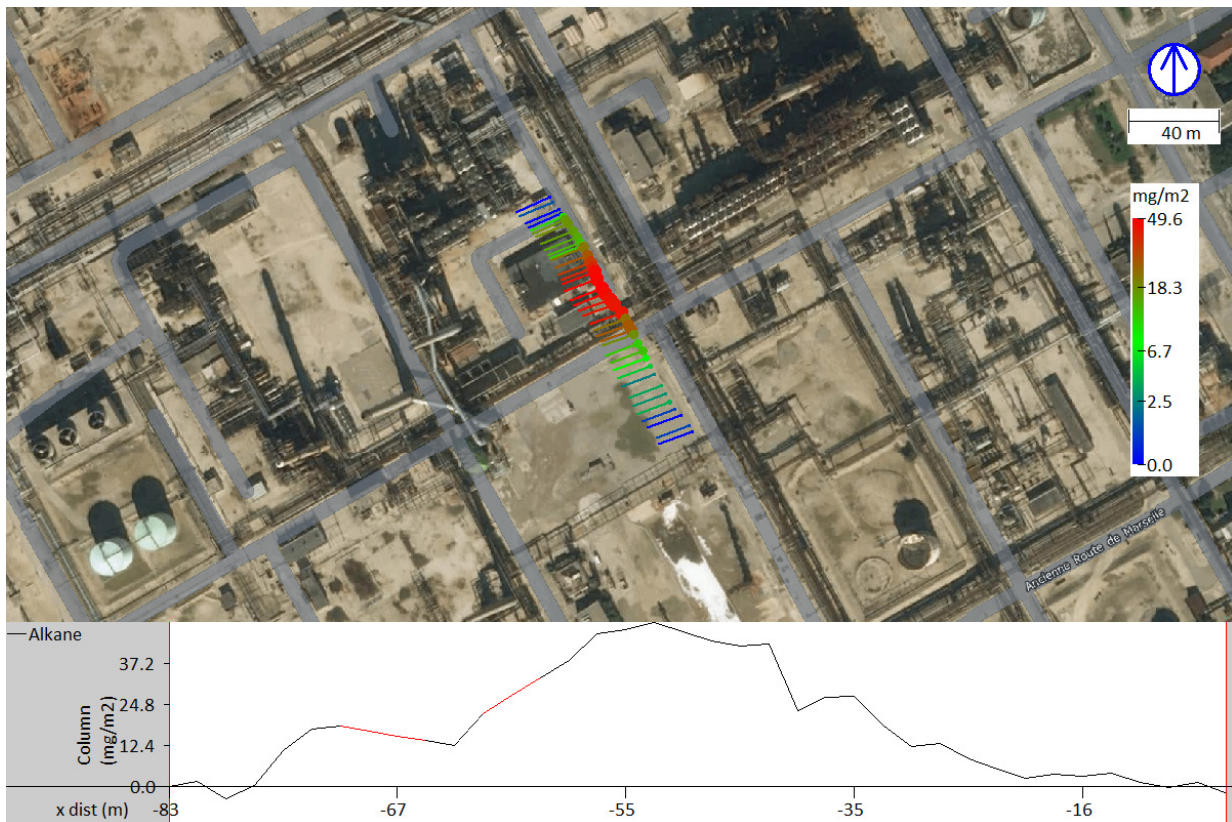 40 m
mg/m2
49.6
18.3
6.7
2.5
0.0
Ancienne Route de Marseille
Alkane
37.2
24.8
12.4
0.0
Column
(mg/m2)
x dist (m)
-83
-67
-55
-35
-16